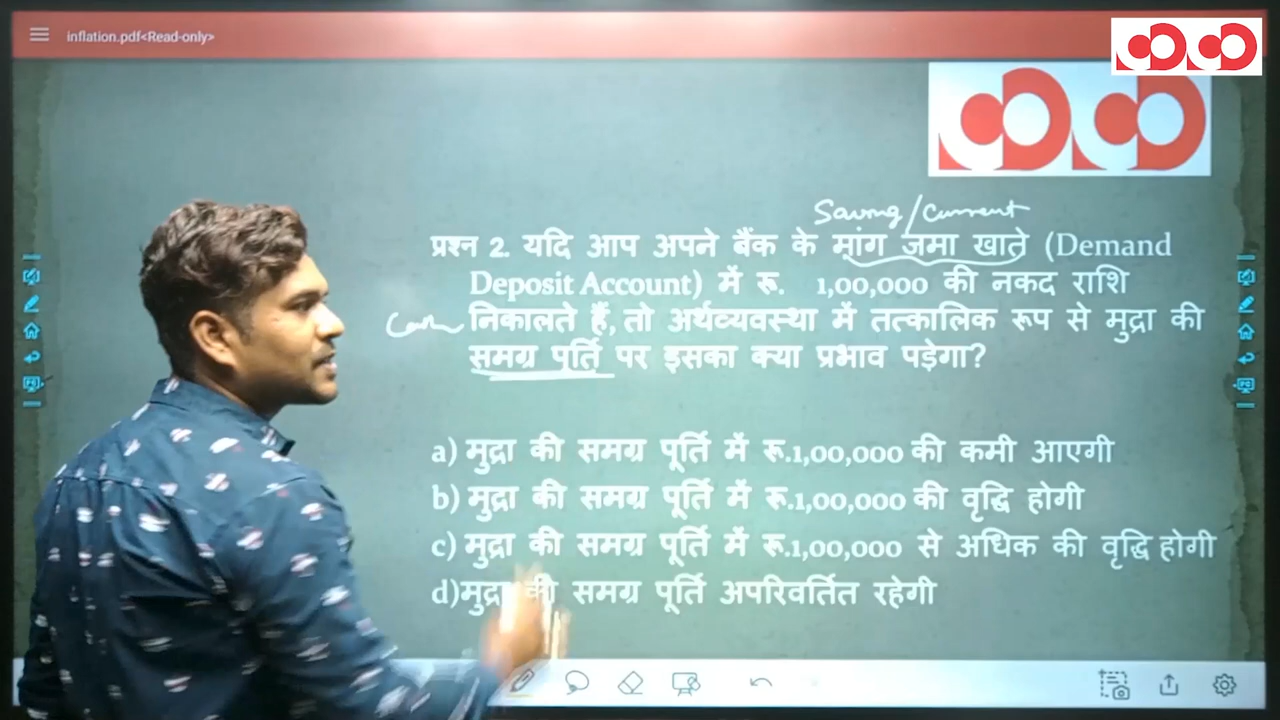 inflation.pdf<Read-only>
Saving/Current
प्रश्न 2. यदि आप अपने बैंक के मांग जमा खाते (Demand
Deposit Account) में रू. 1,00,000 की नकद राशि
Cash निकालते हैं, तो अर्थव्यवस्था में तत्कालिक रूप से मुद्रा की
समग्र पूर्ति पर इसका क्या प्रभाव पड़ेगा?
a) मुद्रा की समग्र पूर्ति में रू.1,00,000 की कमी आएगी
b) मुद्रा की समग्र पूर्ति में रू.1,00,000 की वृद्धि होगी
c) मुद्रा की समग्र पूर्ति में रू.1,00,000 से अधिक की वृद्धि होगी
d)मुद्रा की समग्र पूर्ति अपरिवर्तित रहेगी